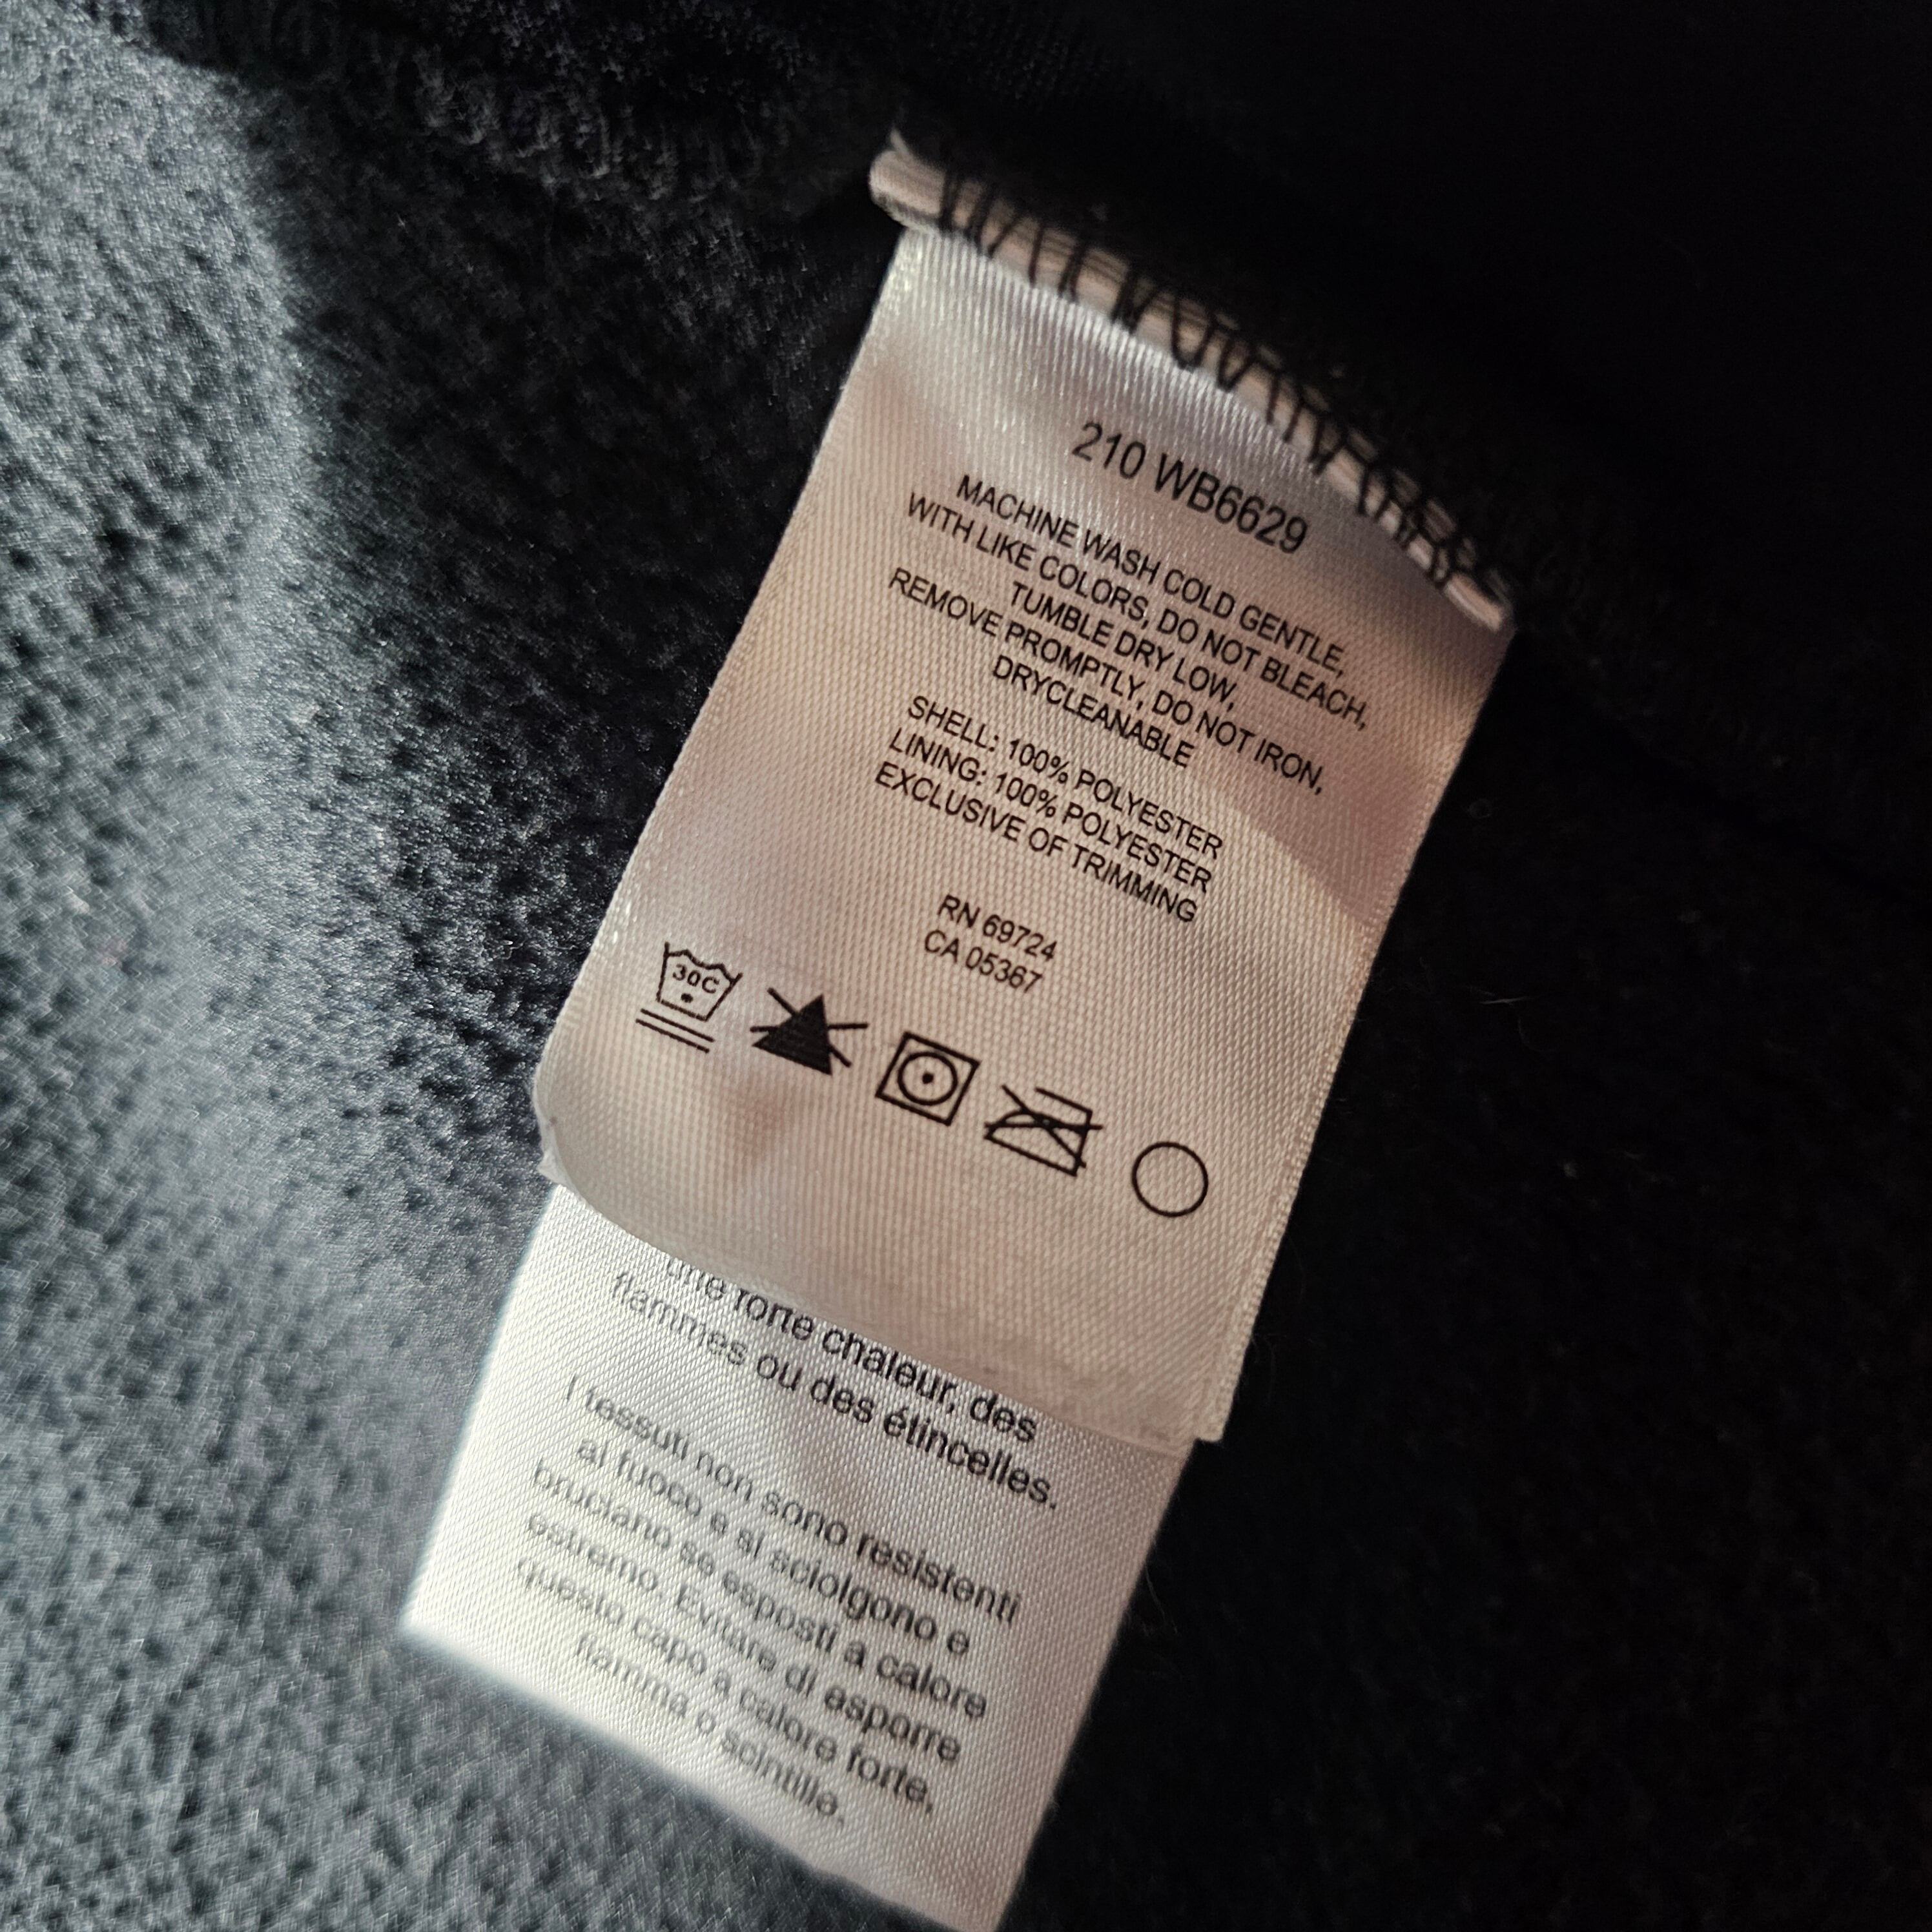 210 WB6629
MACHINE WASH COLD GENTLE,
WITH LIKE COLORS, DO NOT BLEACH,
TUMBLE DRY LOW,
REMOVE PROMPTLY, DO NOT IRON,
DRYCLEANABLE
SHELL: 100% POLYESTER
LINING: 100% POLYESTER
EXCLUSIVE OF TRIMMING
RN 69724
CA 05367
30C
une forte chaleur, des
flammes ou des étincelles.
I tessuti non sono resistenti
al fuoco e si sciolgono e
bruciano se esposti a calore
estremo. Evitare di esporre
questo capo a calore forte,
fiamma o scintille.